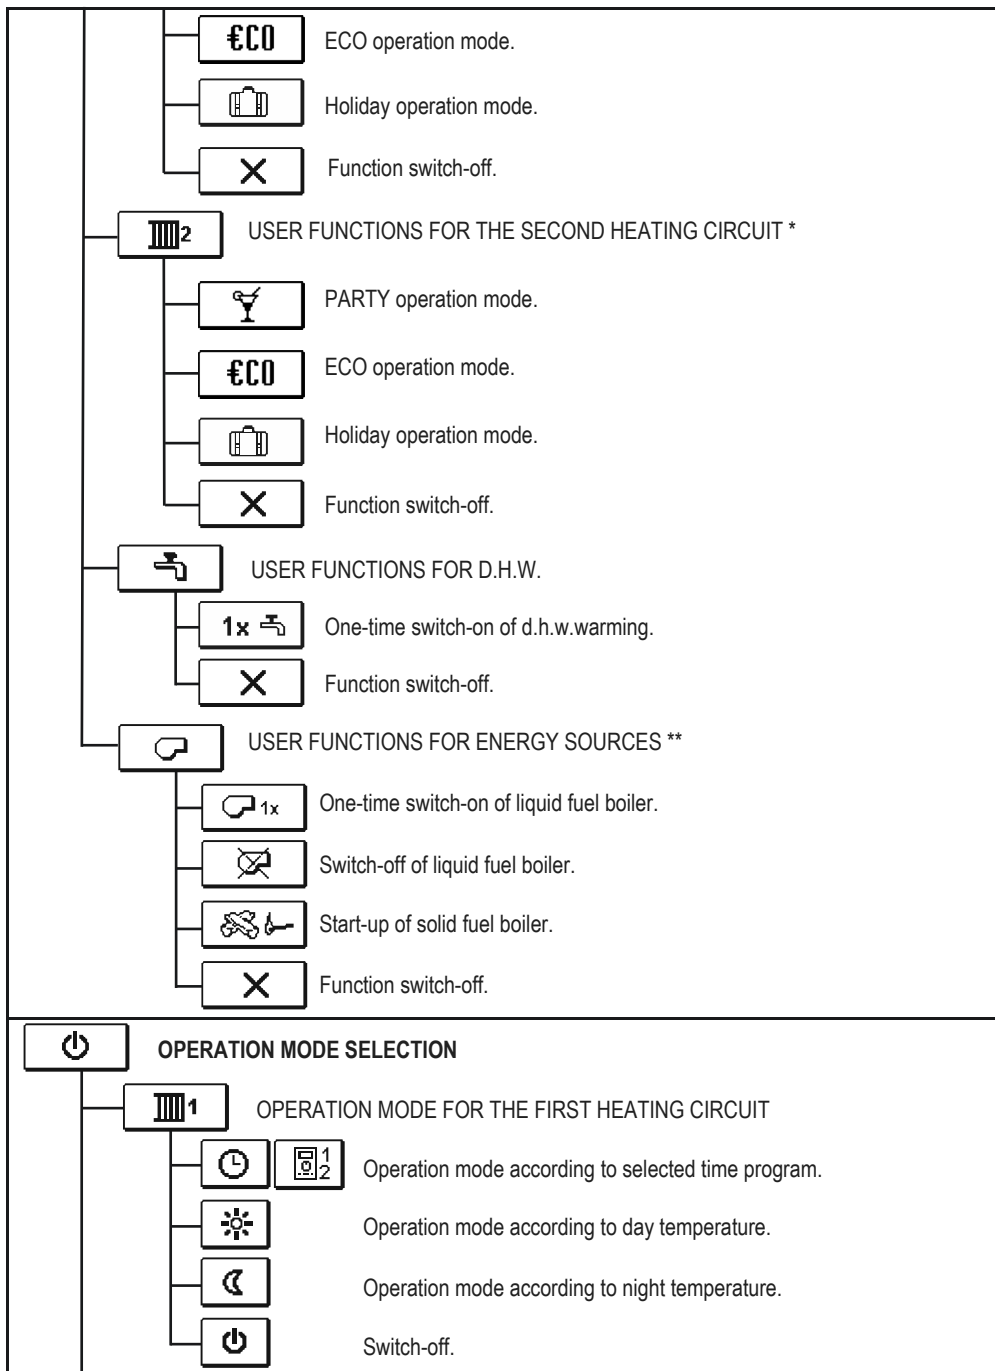 €CO ECO operation mode.
Holiday operation mode.
Function switch-off.
2 USER FUNCTIONS FOR THE SECOND HEATING CIRCUIT *
PARTY operation mode.
€CO ECO operation mode.
Holiday operation mode.
Function switch-off.
USER FUNCTIONS FOR D.H.W.
1x One-time switch-on of d.h.w.warming.
Function switch-off.
USER FUNCTIONS FOR ENERGY SOURCES **
1x One-time switch-on of liquid fuel boiler.
Switch-off of liquid fuel boiler.
Start-up of solid fuel boiler.
Function switch-off.
OPERATION MODE SELECTION
1 OPERATION MODE FOR THE FIRST HEATING CIRCUIT
1 2 Operation mode according to selected time program.
Operation mode according to day temperature.
Operation mode according to night temperature.
Switch-off.